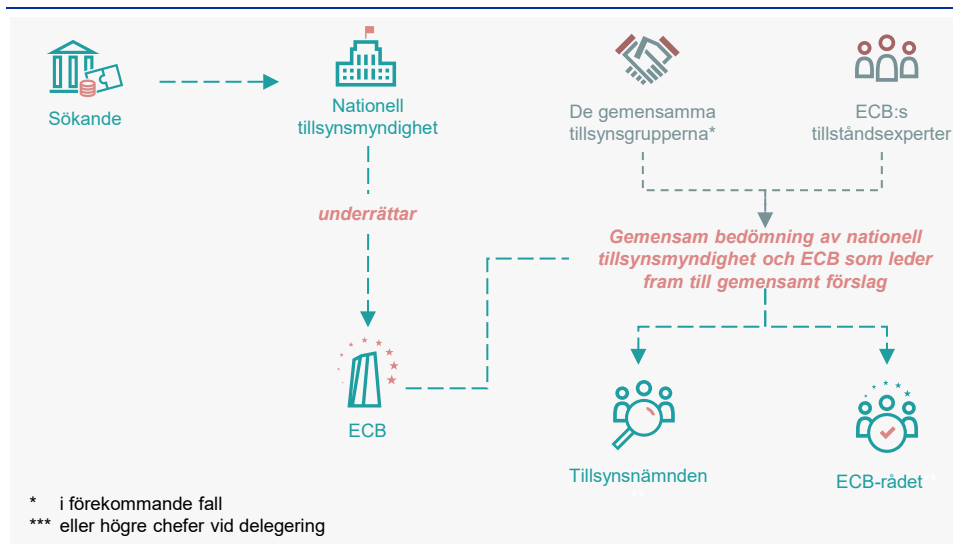 Sökande
Nationell
tillsynsmyndighet
De gemensamma
tillsynsgrupperna*
ECB:s
tillståndsexperter
underrättar
Gemensam bedömning av nationell
tillsynsmyndighet och ECB som leder
fram till gemensamt förslag
ECB
Tillsynsnämnden
ECB-rådet
* i förekommande fall
*** eller högre chefer vid delegering